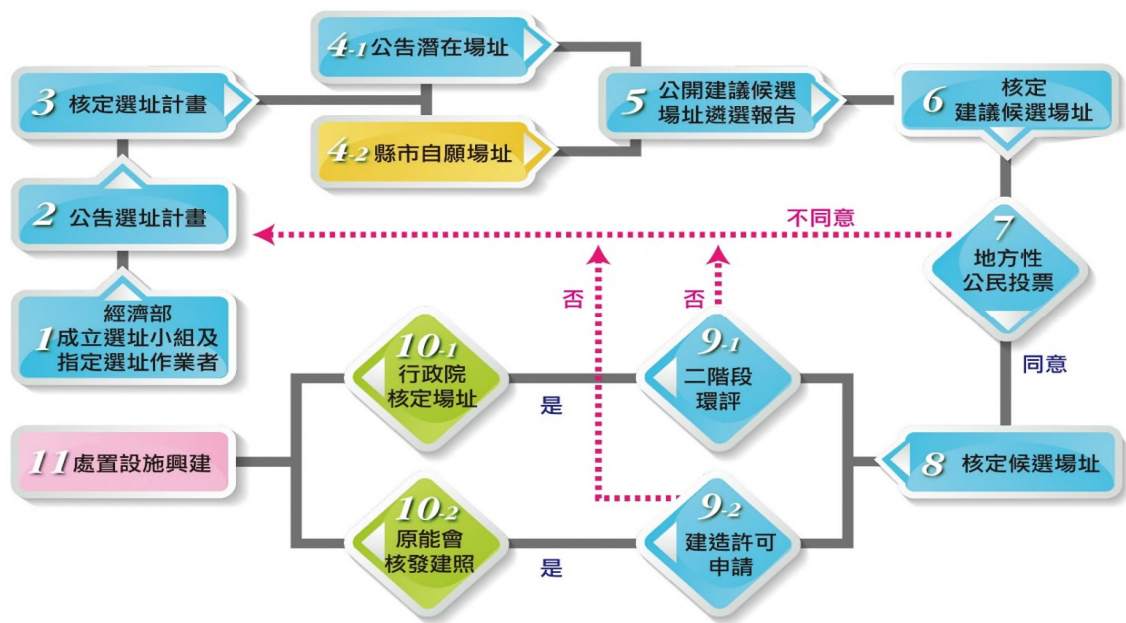 4-1 公告潛在場址
3 核定選址計畫
5 公開建議候選
場址遴選報告
6 核定
建議候選場址
4-2 縣市自願場址
2 公告選址計畫
不同意
7
地方性
公民投票
否
否
經濟部
1 成立選址小組及
指定選址作業者
10-1
行政院
核定場址
是
9-1
二階段
環評
同意
11 處置設施興建
8 核定候選場址
10-2
原能會
核發建照
是
9-2
建造許可
申請